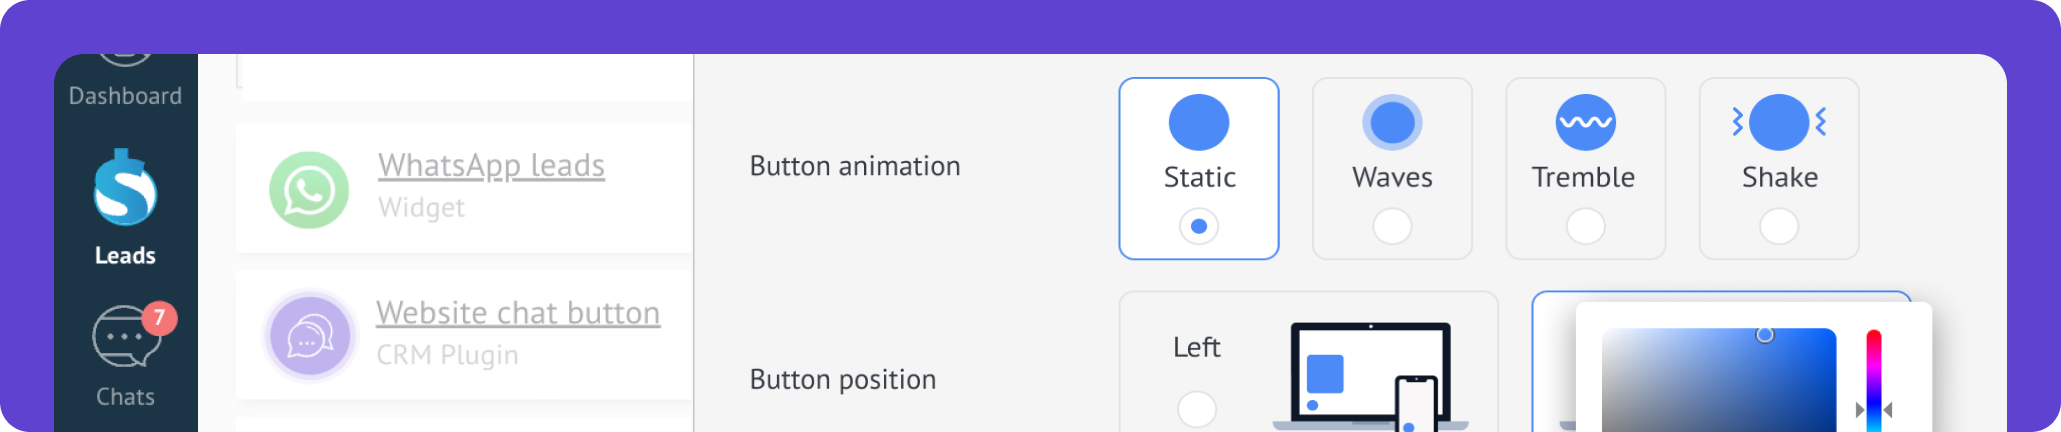 Dashboard
Leads
7
Chats
WhatsApp leads
Widget
Website chat button
CRM Plugin
Button animation
Static
Waves
Tremble
Shake
Button position
Left